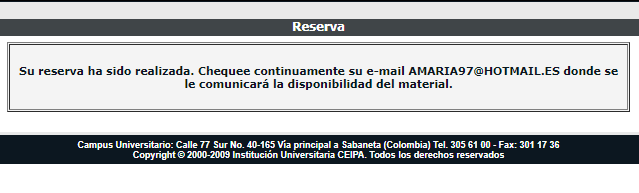 Reserva
Su reserva ha sido realizada. Chequee continuamente su e-mail AMARIA97@HOTMAIL.ES donde se
le comunicará la disponibilidad del material.
Campus Universitario: Calle 77 Sur No. 40-165 Vía principal a Sabaneta (Colombia) Tel. 305 61 00 - Fax: 301 17 36
Copyright © 2000-2009 Institución Universitaria CEIPA. Todos los derechos reservados